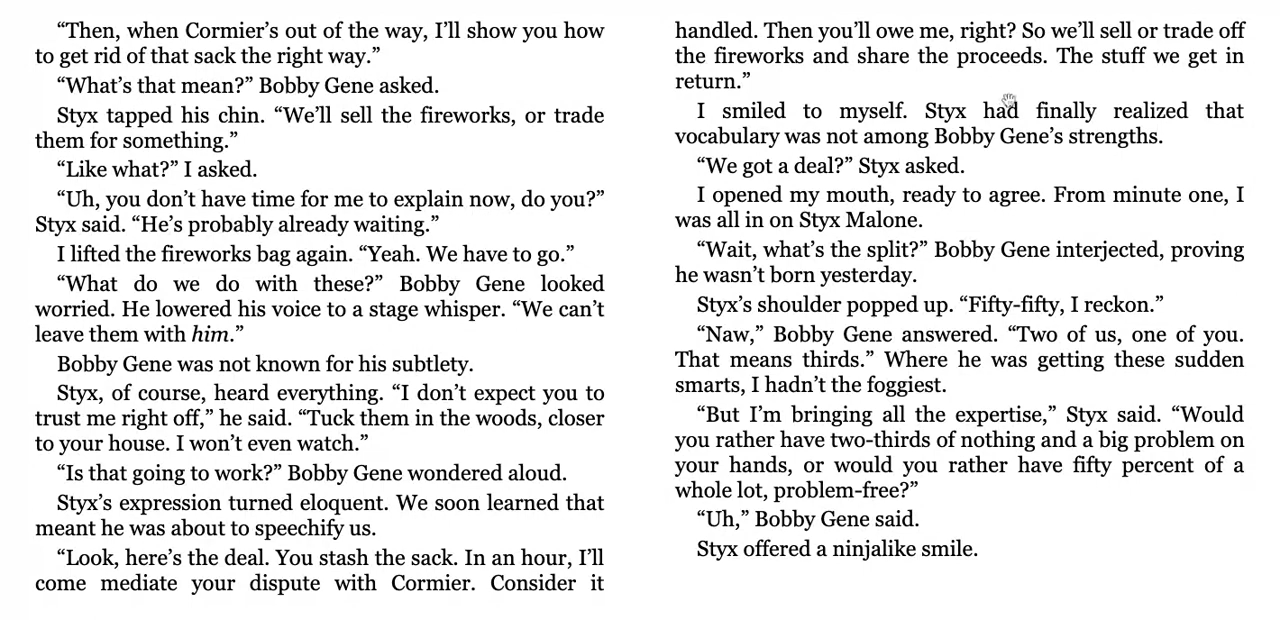 “Then, when Cormier’s out of the way, I’ll show you how
to get rid of that sack the right way.”
“What’s that mean?” Bobby Gene asked.
Styx tapped his chin. “We’ll sell the fireworks, or trade
them for something.”
“Like what?” I asked.
“Uh, you don’t have time for me to explain now, do you?”
Styx said. “He’s probably already waiting.”
I lifted the fireworks bag again. “Yeah. We have to go.”
“What do we do with these?” Bobby Gene looked
worried. He lowered his voice to a stage whisper. “We can’t
leave them with him.”
Bobby Gene was not known for his subtlety.
Styx, of course, heard everything. “I don’t expect you to
trust me right off,” he said. “Tuck them in the woods, closer
to your house. I won’t even watch.”
“Is that going to work?” Bobby Gene wondered aloud.
Styx’s expression turned eloquent. We soon learned that
meant he was about to speechify us.
“Look, here’s the deal. You stash the sack. In an hour, I’ll
come mediate your dispute with Cormier. Consider it
handled. Then you’ll owe me, right? So we’ll sell or trade off
the fireworks and share the proceeds. The stuff we get in
return.”
I smiled to myself. Styx had finally realized that
vocabulary was not among Bobby Gene’s strengths.
“We got a deal?” Styx asked.
I opened my mouth, ready to agree. From minute one, I
was all in on Styx Malone.
“Wait, what’s the split?” Bobby Gene interjected, proving
he wasn’t born yesterday.
Styx’s shoulder popped up. “Fifty-fifty, I reckon.”
“Naw,” Bobby Gene answered. “Two of us, one of you.
That means thirds.” Where he was getting these sudden
smarts, I hadn’t the foggiest.
“But I’m bringing all the expertise,” Styx said. “Would
you rather have two-thirds of nothing and a big problem on
your hands, or would you rather have fifty percent of a
whole lot, problem-free?”
“Uh,” Bobby Gene said.
Styx offered a ninjalike smile.